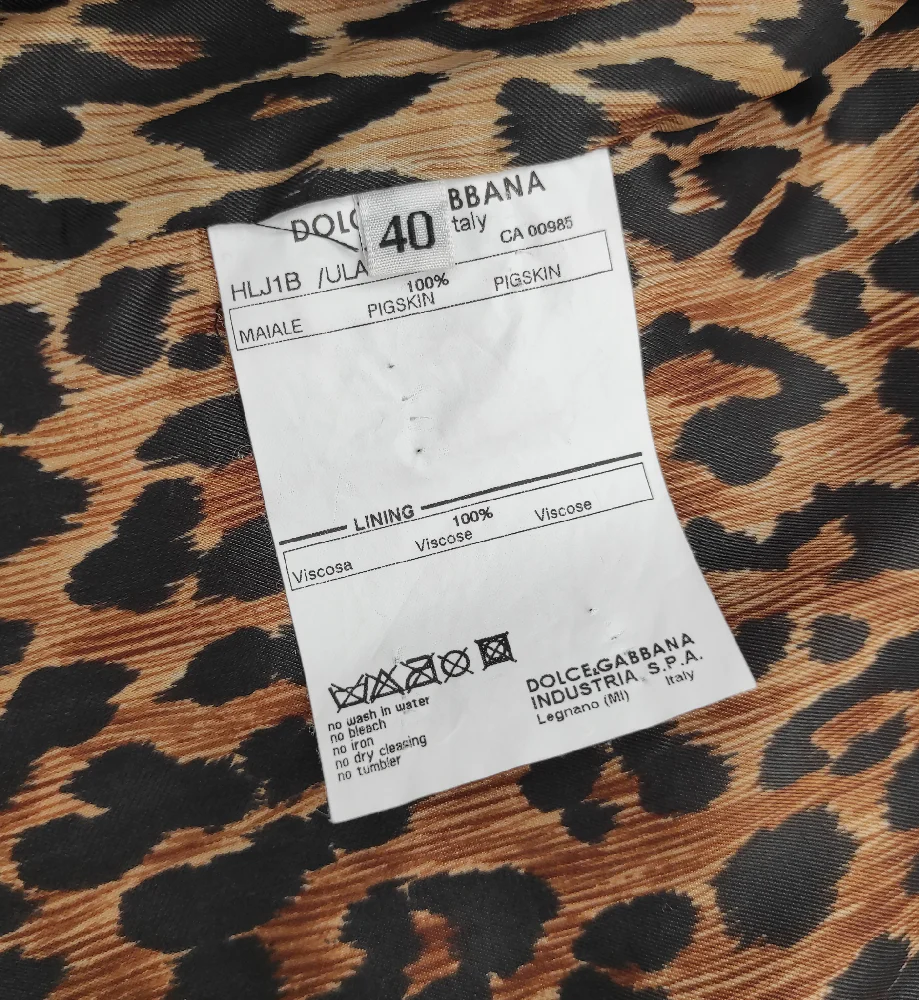 DOLC BBANA
40
taly
HLJ1B /ULA CA 00985
100%
MAIALE PIGSKIN PIGSKIN
LINING
100%
Viscosa Viscose Viscose
no wash in water
no bleach
no iron
no dry cleasing
no tumbler
DOLCE&GABBANA
INDUSTRIA S.P.A.
Legnano (MI) Italy